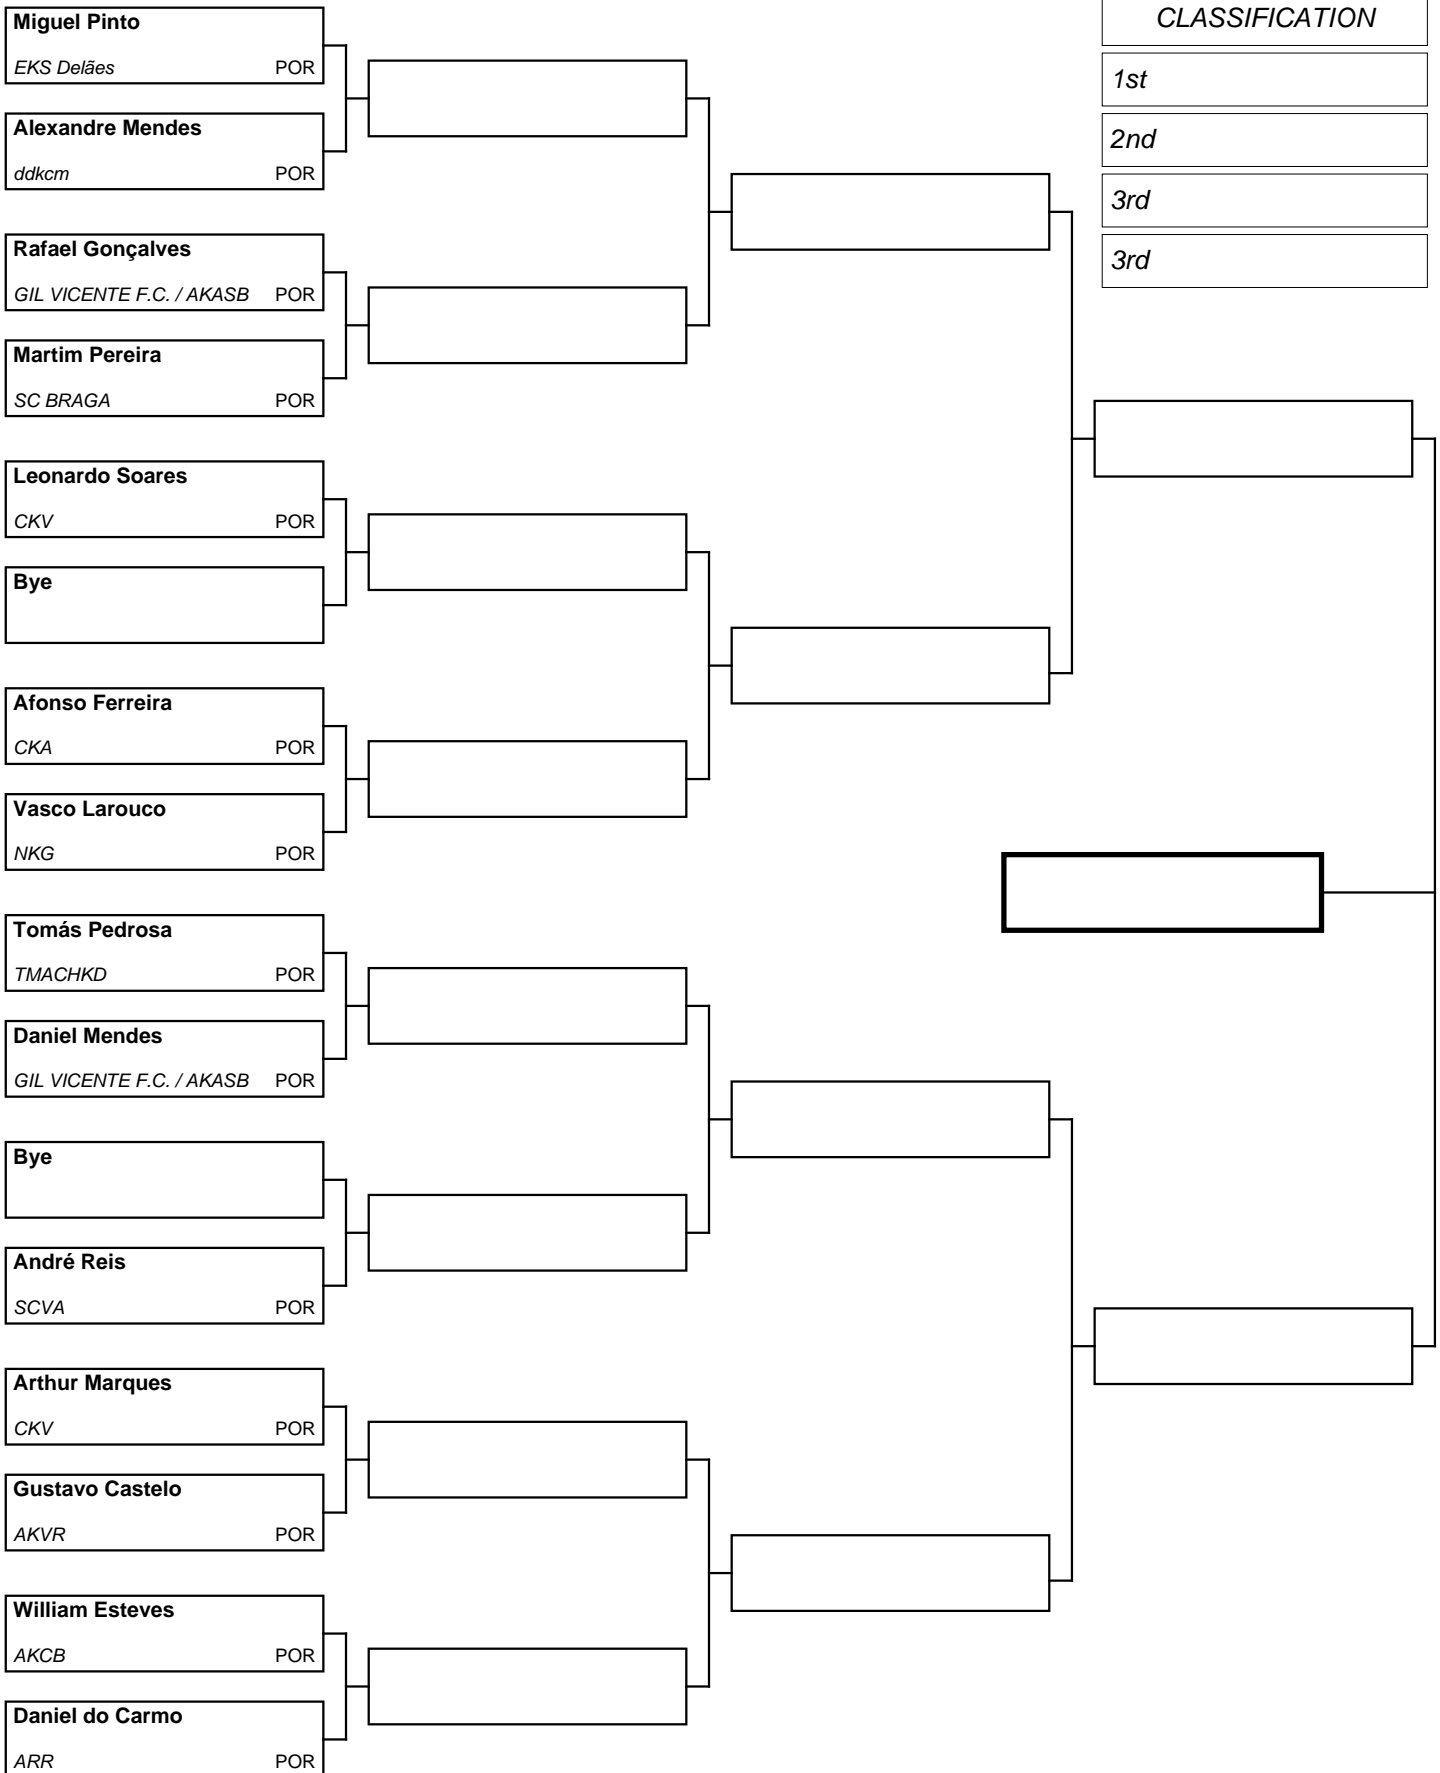 Miguel Pinto
EKS Delães POR
Alexandre Mendes
ddkcm POR
Rafael Gonçalves
GIL VICENTE F.C. / AKASB POR
Martim Pereira
SC BRAGA POR
Leonardo Soares
CKV POR
Bye
Afonso Ferreira
CKA POR
Vasco Larouco
NKG POR
Tomás Pedrosa
TMACHKD POR
Daniel Mendes
GIL VICENTE F.C. / AKASB POR
Bye
André Reis
SCVA POR
Arthur Marques
CKV POR
Gustavo Castelo
AKVR POR
William Esteves
AKCB POR
Daniel do Carmo
ARR POR
CLASSIFICATION
1st
2nd
3rd
3rd